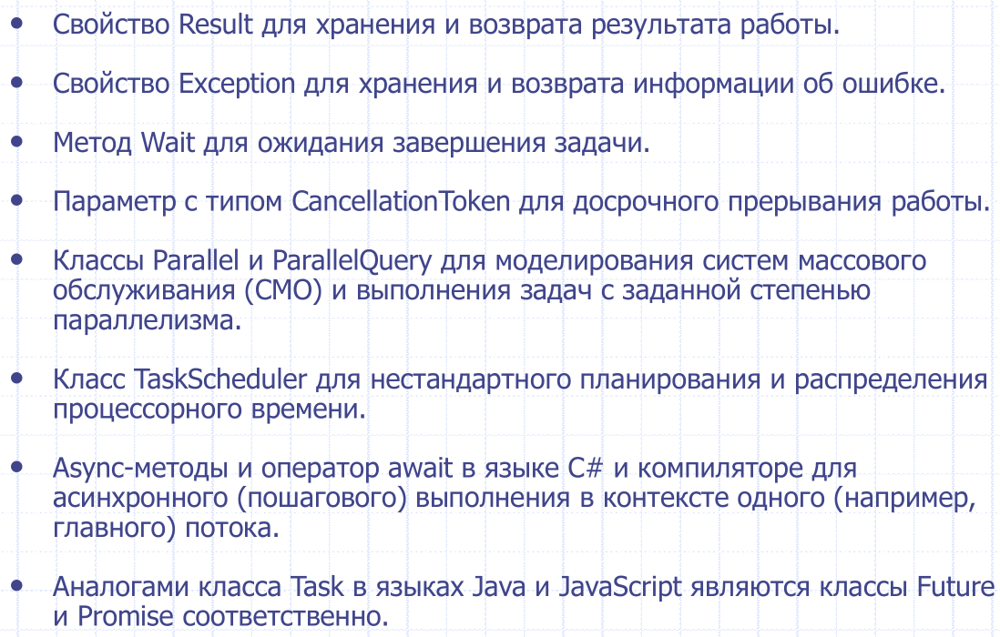 • Свойство Result для хранения и возврата результата работы.
• Свойство Exception для хранения и возврата информации об ошибке.
• Метод Wait для ожидания завершения задачи.
• Параметр с типом CancellationToken для досрочного прерывания работы.
• Классы Parallel и ParallelQuery для моделирования систем массового
обслуживания (СМО) и выполнения задач с заданной степенью
параллелизма.
• Класс TaskScheduler для нестандартного планирования и распределения
процессорного времени.
• Async-методы и оператор await в языке C# и компиляторе для
асинхронного (пошагового) выполнения в контексте одного (например,
главного) потока.
• Аналогами класса Task в языках Java и JavaScript являются классы Future
и Promise соответственно.